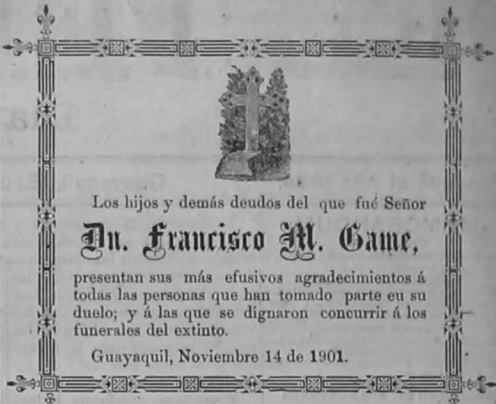 Los hijos y demás deudos del que fué Señor
Dn. Francisco M. Game,
presentan sus más efusivos agradecimientos á
todas las personas que han tomado parte eu su
duelo; y á las que se dignaron concurrir á los
funerales del extinto.
Guayaquil, Noviembre 14 de 1901.